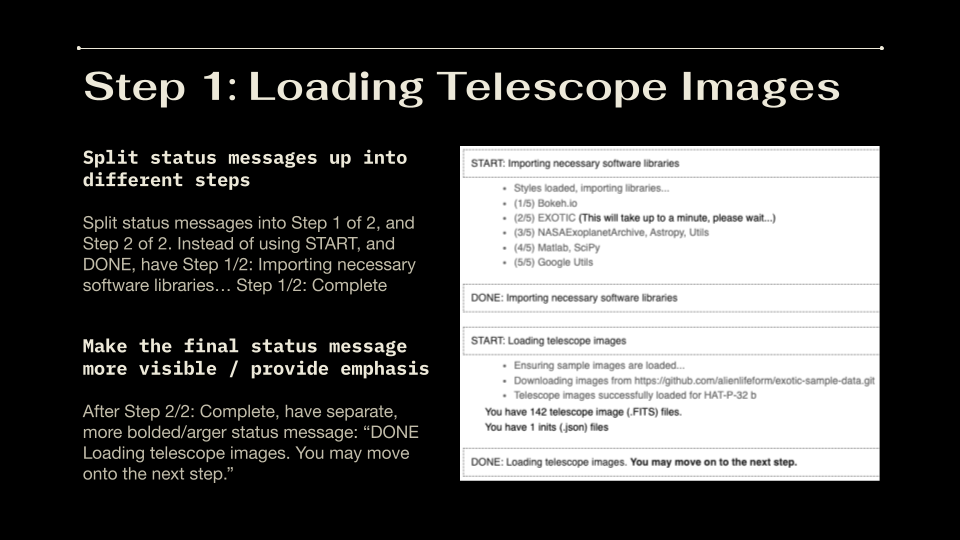 Step 1: Loading Telescope Images
Split status messages up into
different steps
Split status messages into Step 1 of 2, and
Step 2 of 2. Instead of using START, and
DONE, have Step 1/2: Importing necessary
software libraries… Step 1/2: Complete
Make the final status message
more visible / provide emphasis
After Step 2/2: Complete, have separate,
more bolded/arger status message: “DONE
Loading telescope images. You may move
onto the next step.”
START: Importing necessary software libraries
• Styles loaded, importing libraries...
• (1/5) Bokeh.io
• (2/5) EXOTIC (This will take up to a minute, please wait...)
• (3/5) NASAExoplanetArchive, Astropy, Utils
• (4/5) Matlab, SciPy
• (5/5) Google Utils
DONE: Importing necessary software libraries
START: Loading telescope images
• Ensuring sample images are loaded...
• Downloading images from https://github.com/alienlifeform/exotic-sample-data.git
• Telescope images successfully loaded for HAT-P-32 b
You have 142 telescope image (.FITS) files.
You have 1 inits (.json) files
DONE: Loading telescope images. You may move on to the next step.